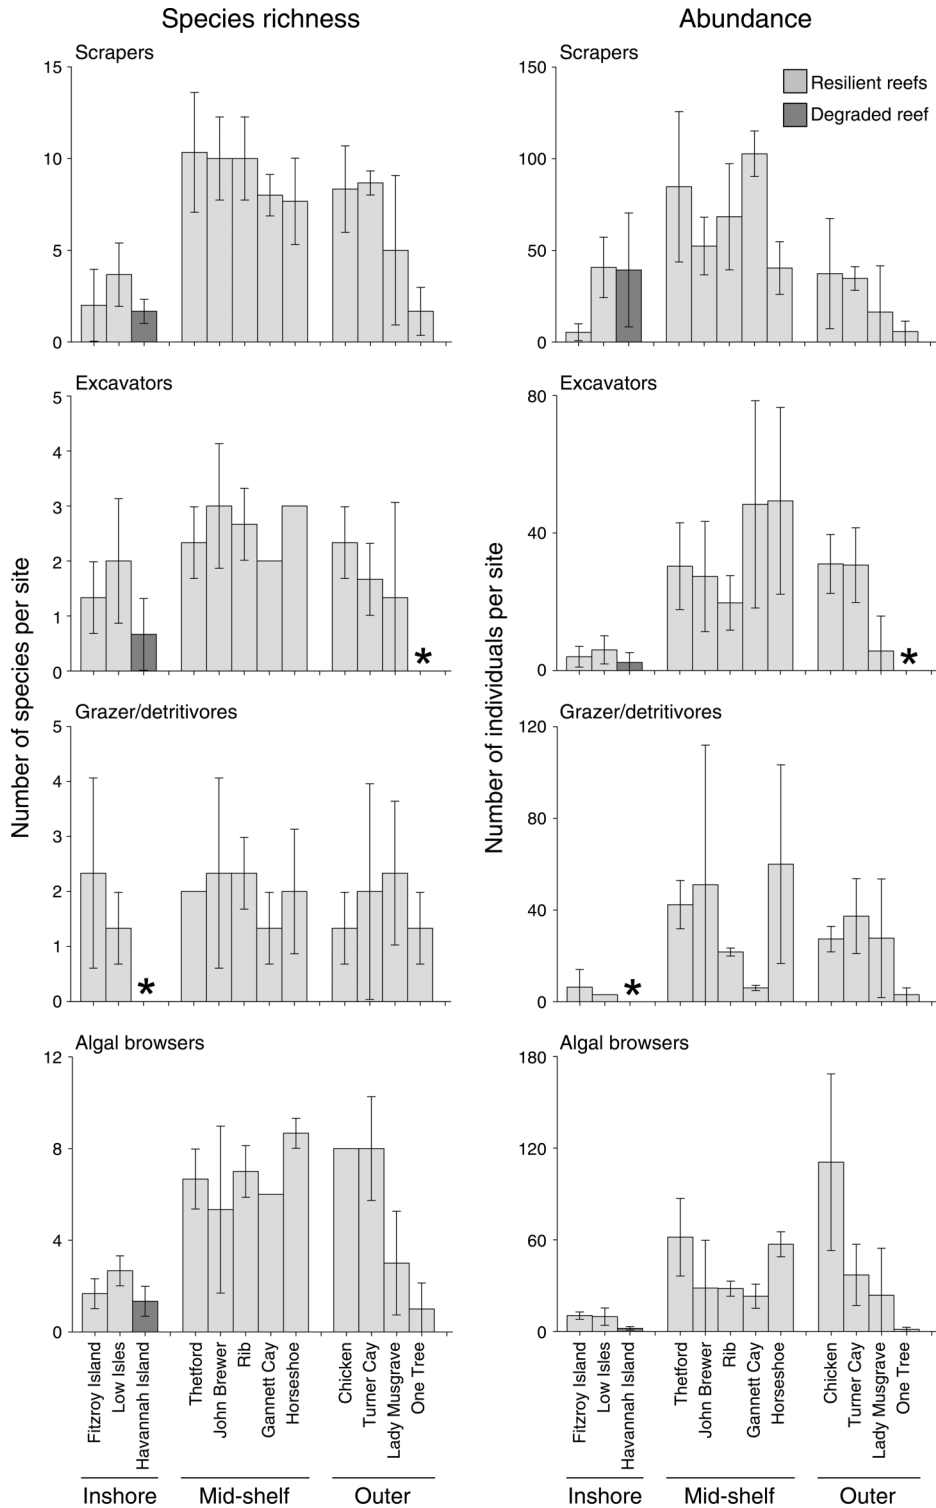 Species richness
Abundance
Scrapers
Scrapers
15
10
5
0
150
100
50
0
Resilient reefs
Degraded reef
Excavators
Excavators
5
4
3
2
1
0
*
80
40
0
*
Number of species per site
Number of individuals per site
Grazer/detritivores
Grazer/detritivores
5
4
3
2
1
0
*
120
80
40
0
*
Algal browsers
Algal browsers
12
8
4
0
180
120
60
0
Fitzroy Island
Low Isles
Havannah Island
Thetford
John Brewer
Rib
Gannett Cay
Horseshoe
Chicken
Turner Cay
Lady Musgrave
One Tree
Fitzroy Island
Low Isles
Havannah Island
Thetford
John Brewer
Rib
Gannett Cay
Horseshoe
Chicken
Turner Cay
Lady Musgrave
One Tree
Inshore
Mid-shelf
Outer
Inshore
Mid-shelf
Outer